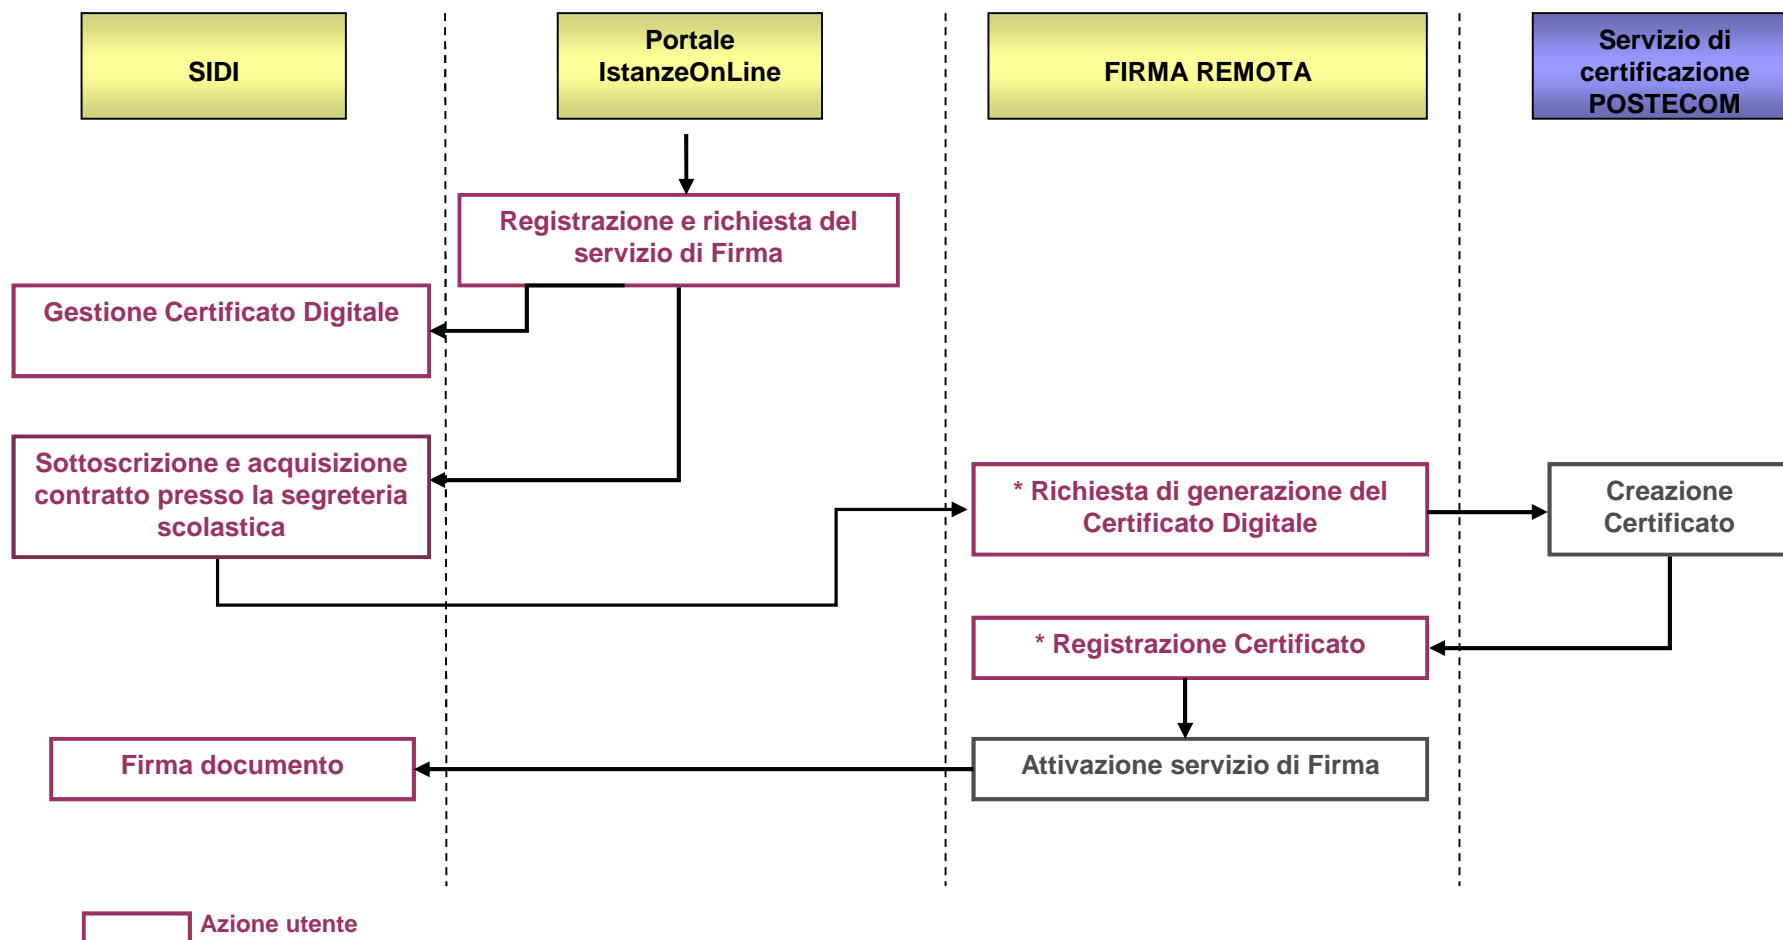 SIDI
Portale
IstanzeOnLine
FIRMA REMOTA
Servizio di
certificazione
POSTECOM
Registrazione e richiesta del
servizio di Firma
Gestione Certificato Digitale
Sottoscrizione e acquisizione
contratto presso la segreteria
scolastica
* Richiesta di generazione del
Certificato Digitale
Creazione
Certificato
* Registrazione Certificato
Firma documento
Attivazione servizio di Firma
Azione utente